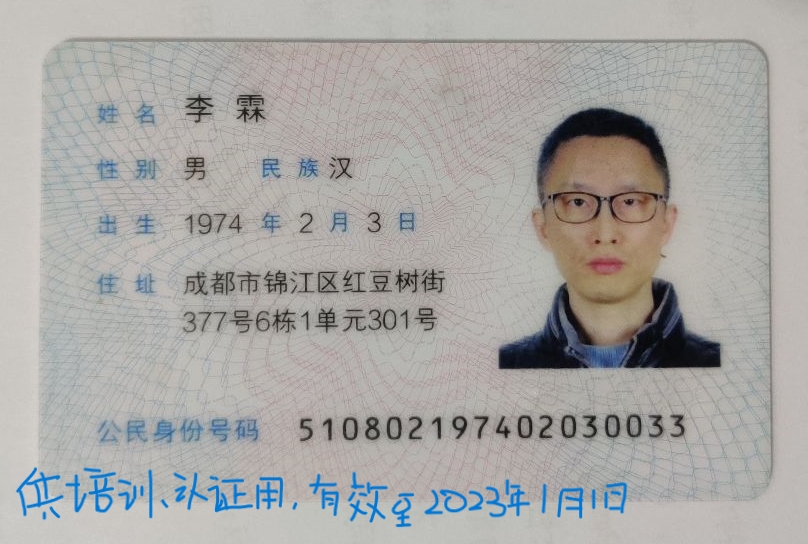 姓名 李霖
性别 男 民族 汉
出生 1974 年 2 月 3 日
住址 成都市锦江区红豆树街
377号6栋1单元301号
公民身份号码 510802197402030033
供培训、认证用，有效至2023年1月1日